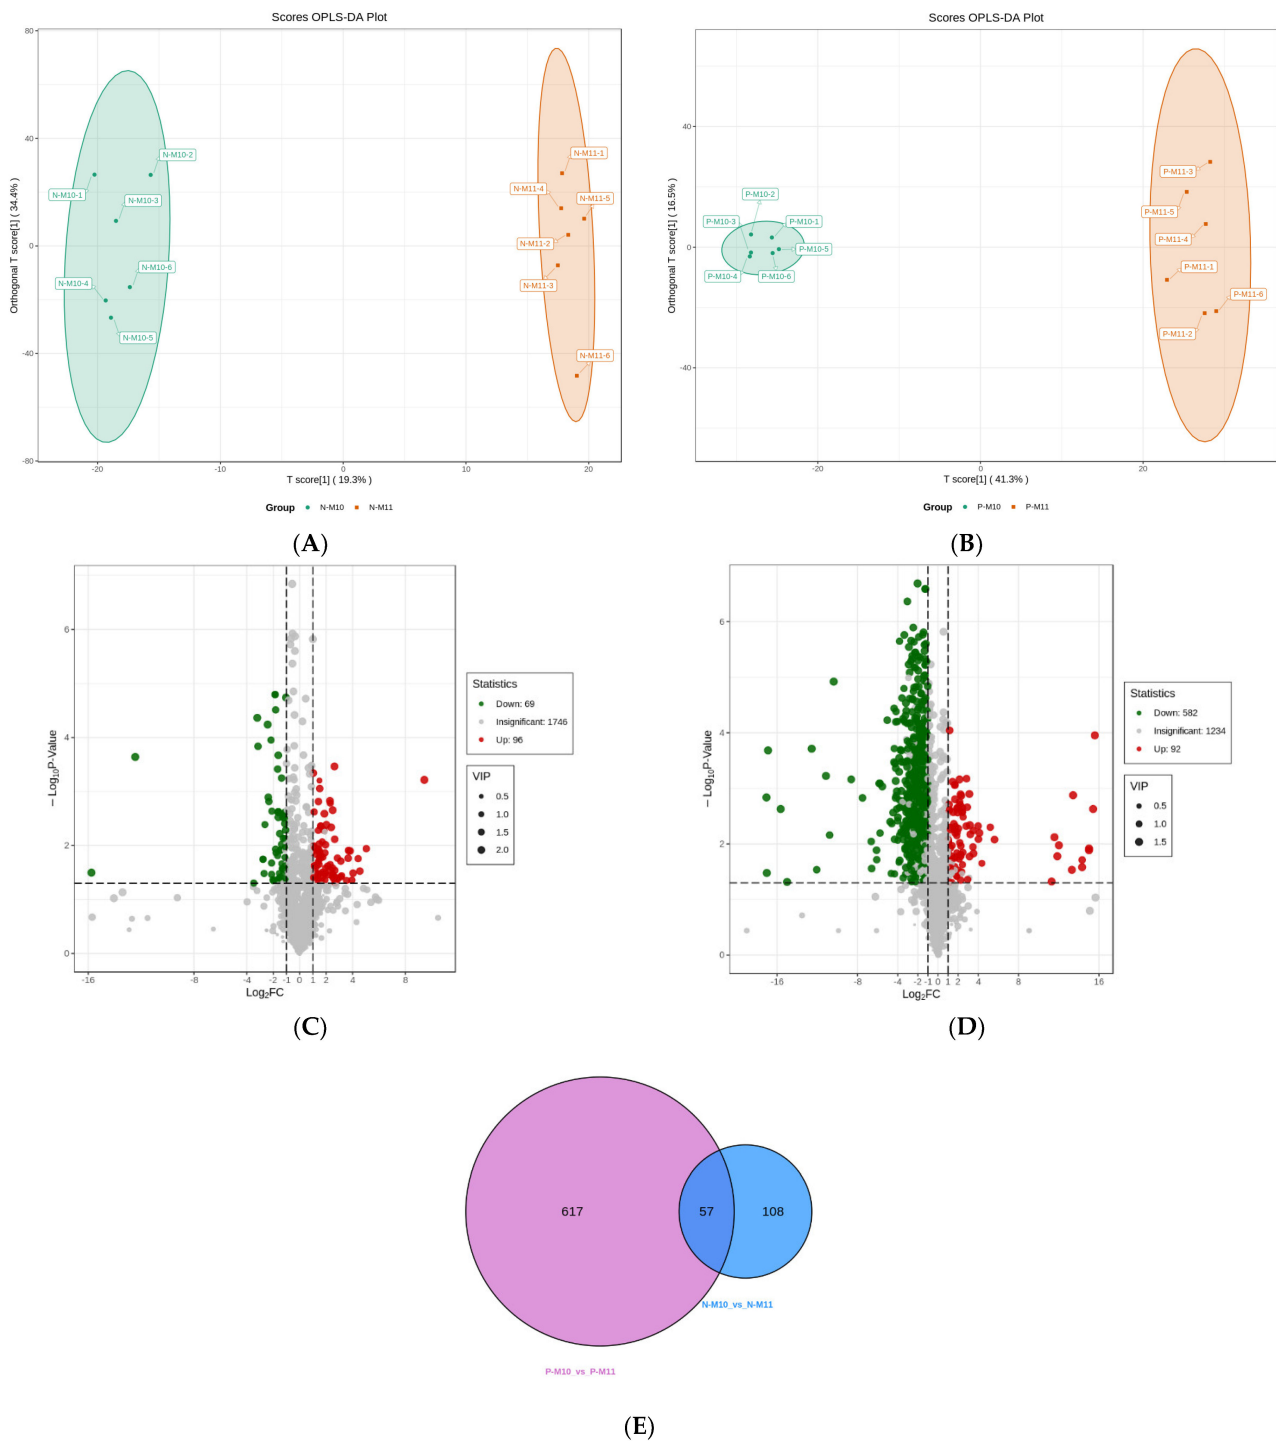 Scores OPLS-DA Plot
80
40
0
-40
-80
Orthogonal T score[1] ( 34.4% )
N-M10-2
N-M10-1
N-M10-3
N-M10-6
N-M10-4
N-M10-5
N-M11-1
N-M11-4
N-M11-5
N-M11-2
N-M11-3
N-M11-6
-20 -10 0 10 20
T score[1] ( 19.3% )
Group N-M10 N-M11
(A)
Scores OPLS-DA Plot
40
0
-40
Orthogonal T score[1] ( 16.5% )
P-M10-2
P-M10-3
P-M10-1
P-M10-5
P-M10-4
P-M10-6
P-M11-3
P-M11-5
P-M11-4
P-M11-1
P-M11-6
P-M11-2
-20 0 20
T score[1] ( 41.3% )
Group P-M10 P-M11
(B)
6
4
2
0
– Log10P-Value
-16 -8 -4 -2 -1 0 1 2 4 8
Log2FC
Statistics
Down: 69
Insignificant: 1746
Up: 96
VIP
0.5
1.0
1.5
2.0
(C)
6
4
2
0
– Log10P-Value
-16 -8 -4 -2 -1 0 1 2 4 8 16
Log2FC
Statistics
Down: 582
Insignificant: 1234
Up: 92
VIP
0.5
1.0
1.5
(D)
617
57
108
N-M10_vs_N-M11
P-M10_vs_P-M11
(E)